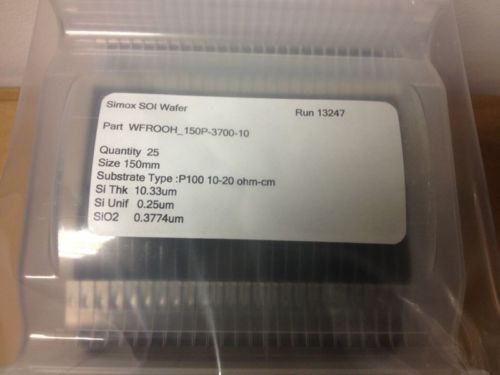 Simox SOI Wafer
Run 13247
Part WFROOH_150P-3700-10
Quantity 25
Size 150mm
Substrate Type :P100 10-20 ohm-cm
Si Thk 10.33um
Si Unif 0.25um
SiO2 0.3774um